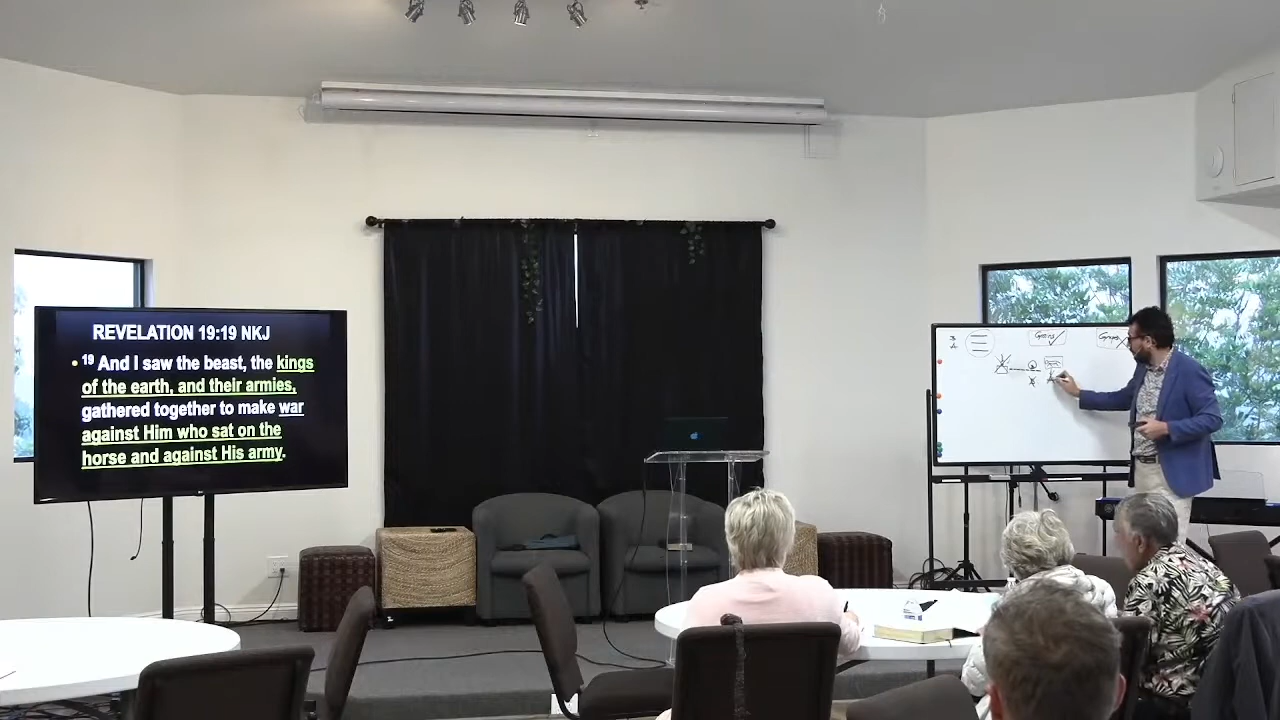 REVELATION 19:19 NKJ
• 19 And I saw the beast, the kings
of the earth, and their armies,
gathered together to make war
against Him who sat on the
horse and against His army.